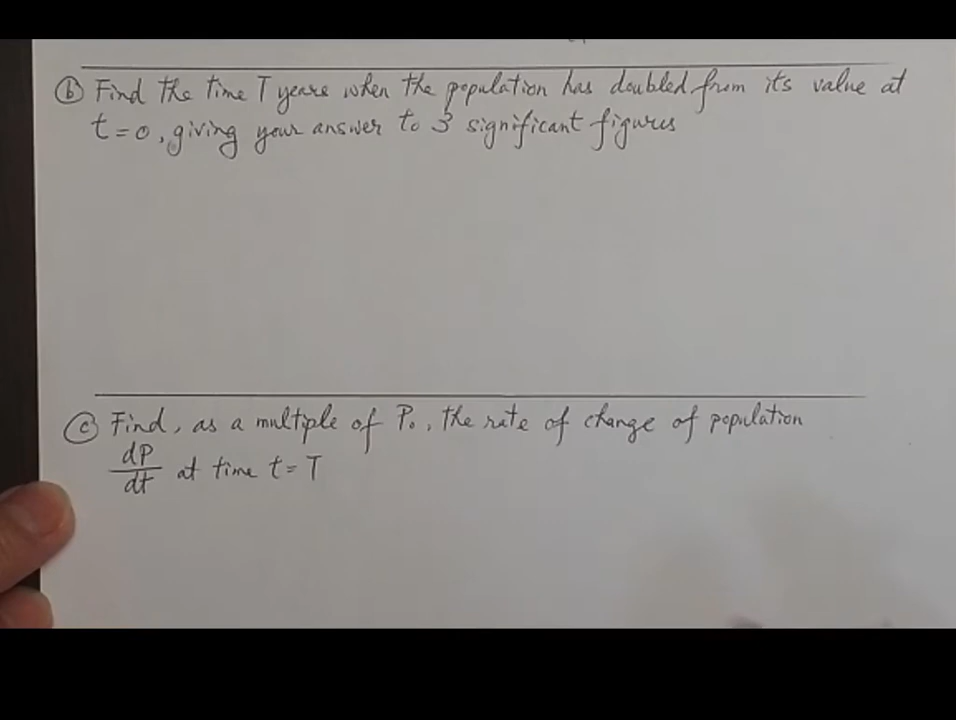 b Find the time T years when the population has doubled from its value at
t=0, giving your answer to 3 significant figures
c Find, as a multiple of P₀, the rate of change of population
dP/dt at time t=T